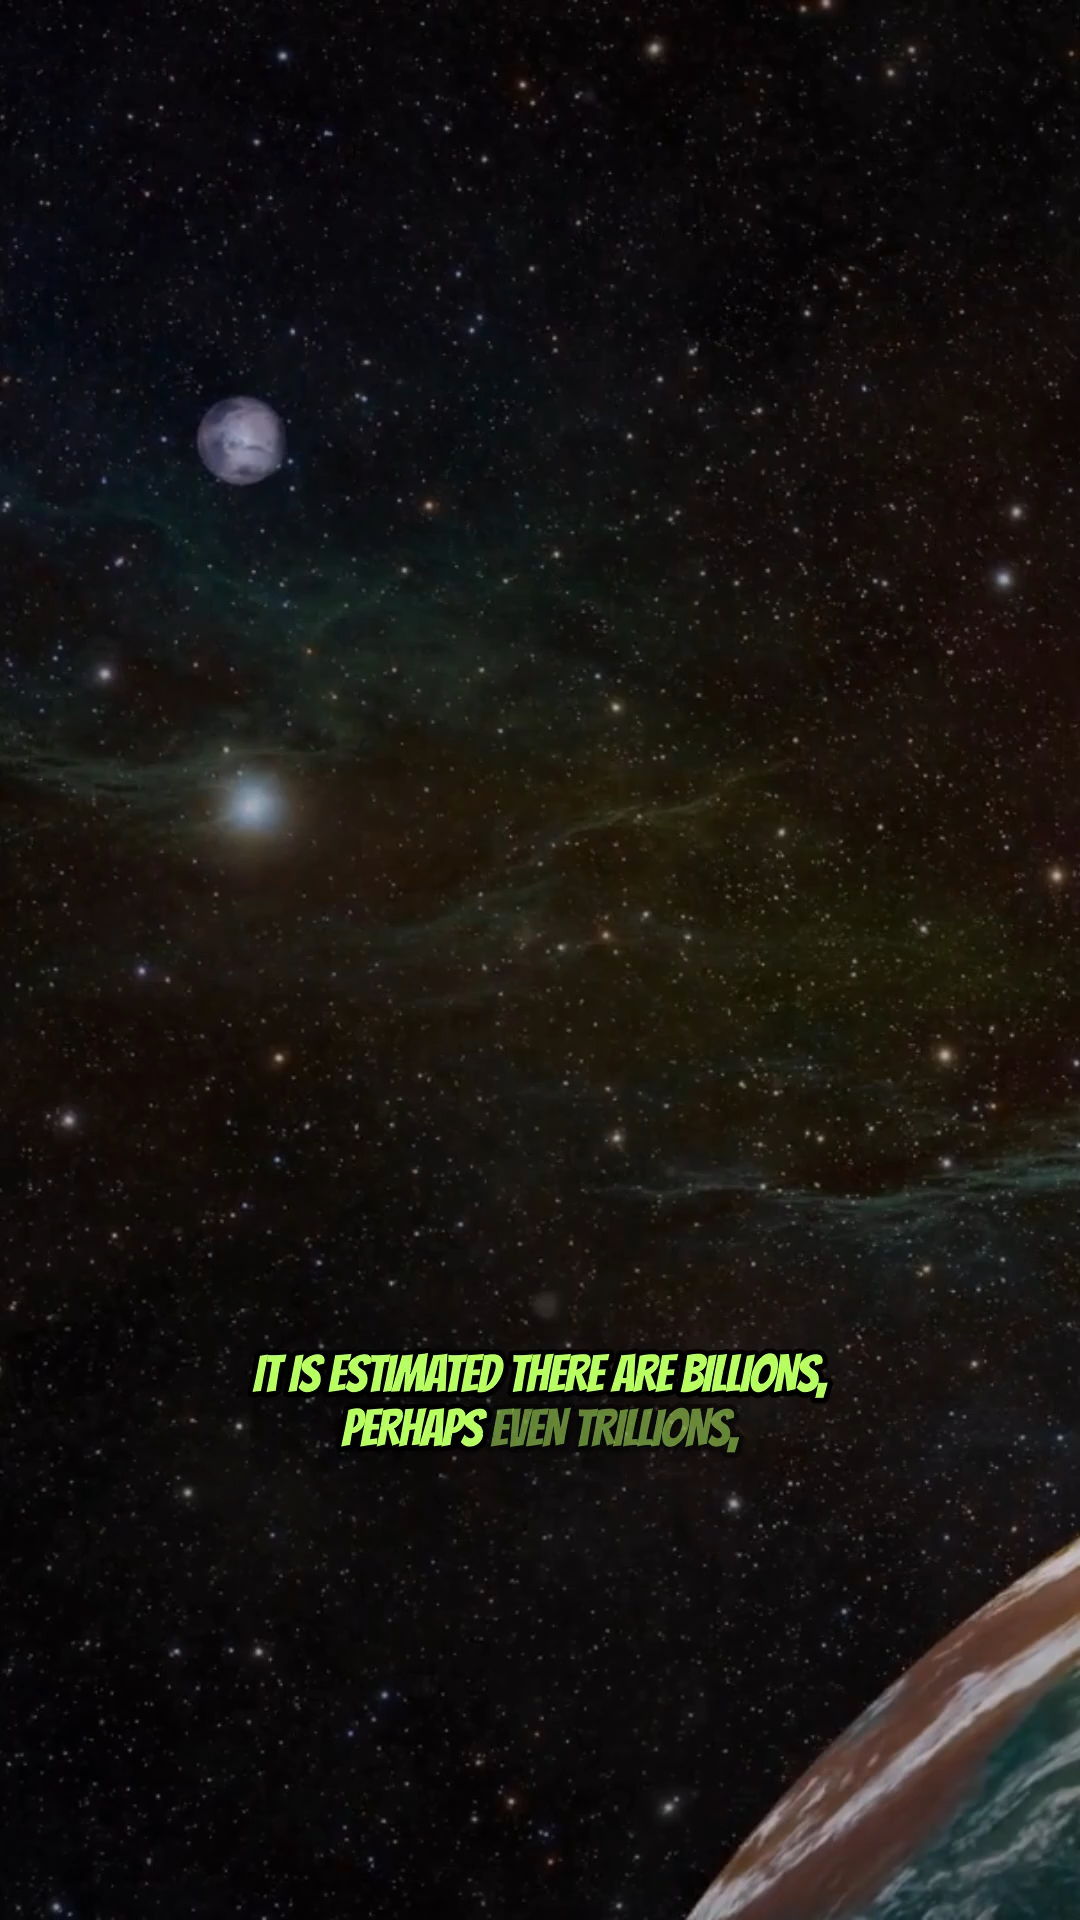 IT IS ESTIMATED THERE ARE BILLIONS,
PERHAPS EVEN TRILLIONS,